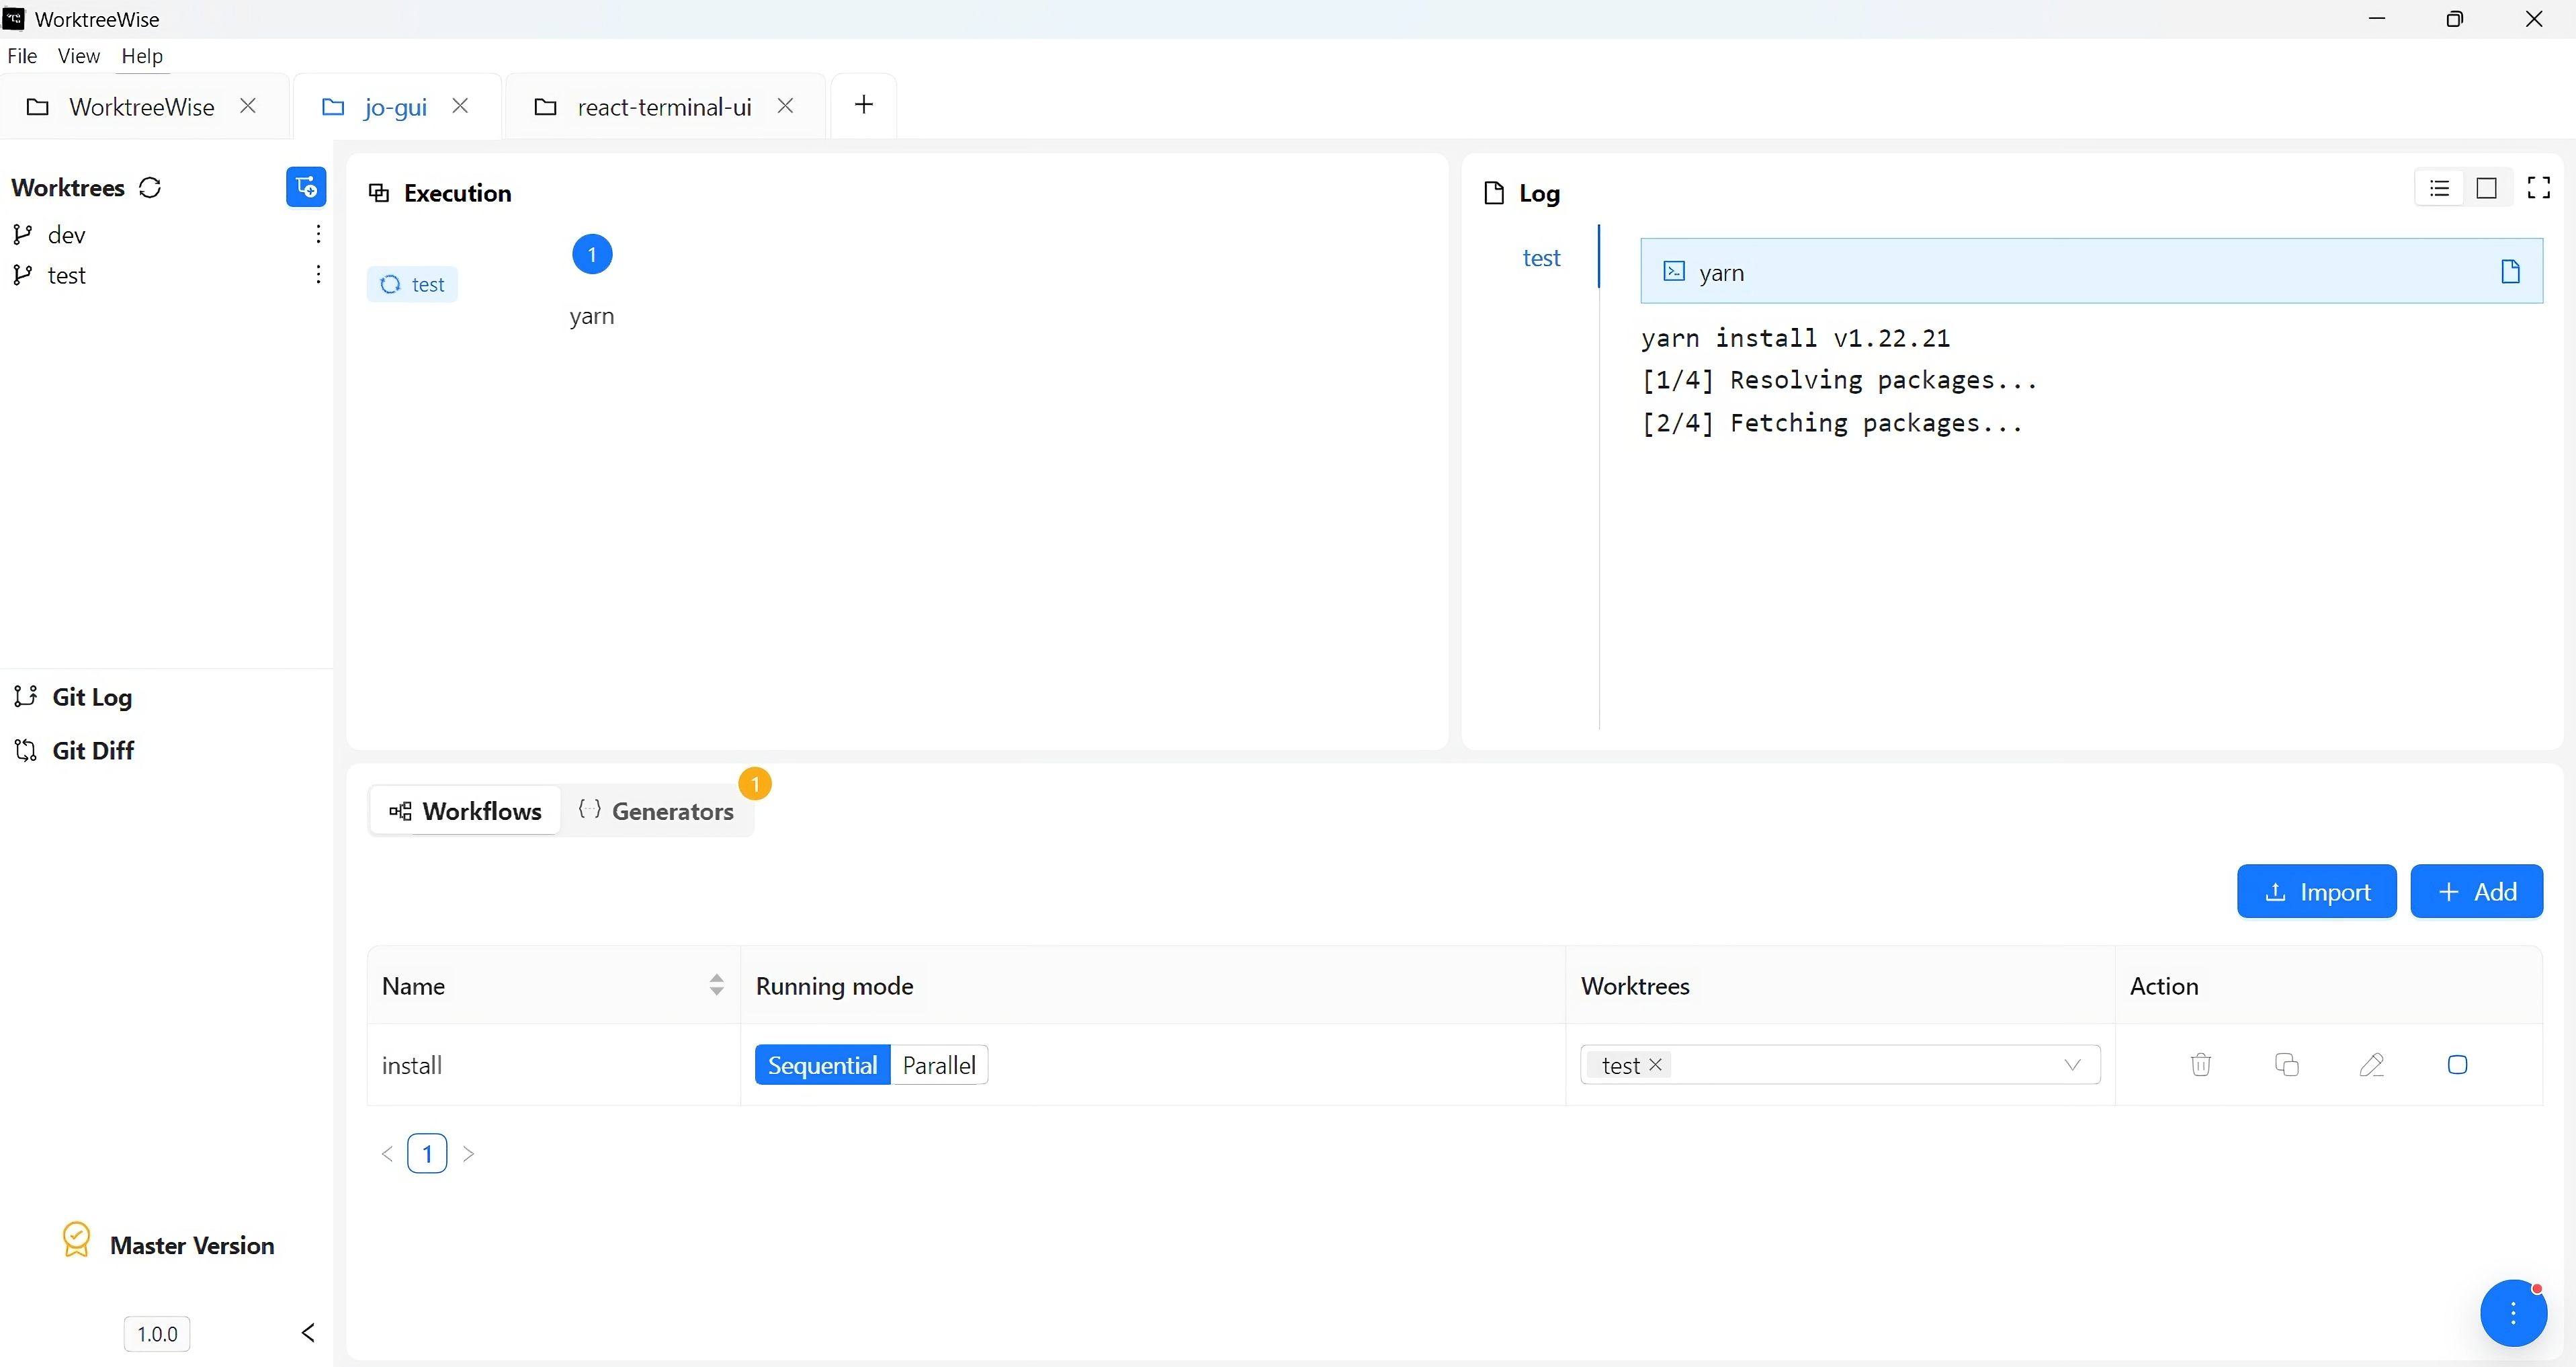 WorktreeWise
File View Help
WorktreeWise
jo-gui
react-terminal-ui
Worktrees
dev
test
Git Log
Git Diff
Master Version
1.0.0
Execution
test
1
yarn
Log
test
yarn
yarn install v1.22.21
[1/4] Resolving packages...
[2/4] Fetching packages...
Workflows
Generators
1
Import
Add
Name Running mode Worktrees Action
install Sequential Parallel test
1